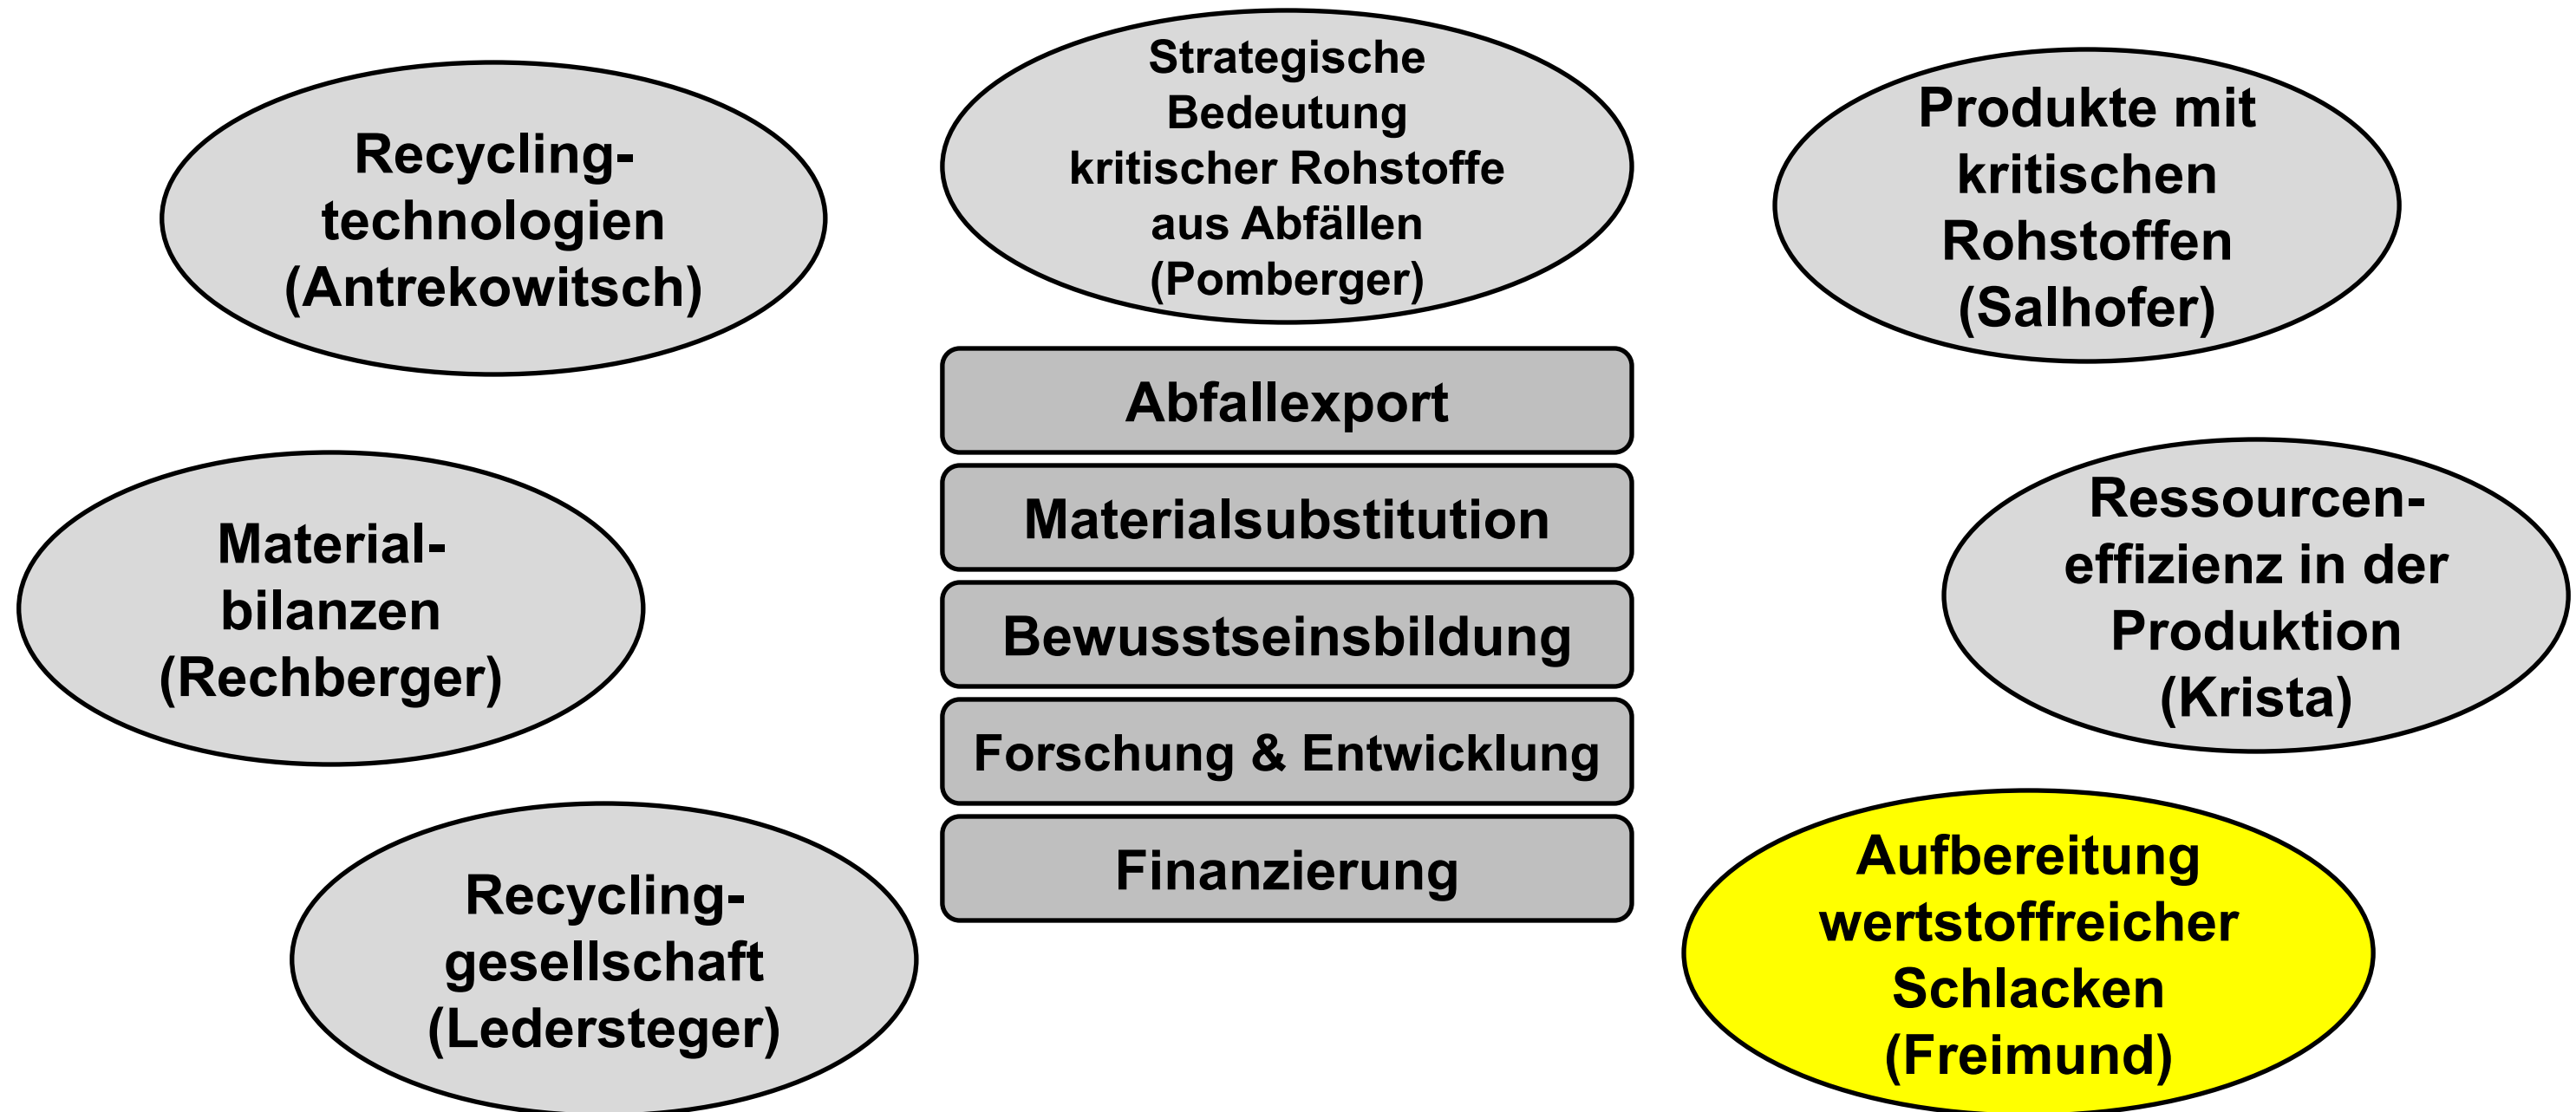 Recycling-
technologien
(Antrekowitsch)
Strategische
Bedeutung
kritischer Rohstoffe
aus Abfällen
(Pomberger)
Produkte mit
kritischen
Rohstoffen
(Salhofer)
Abfallexport
Materialsubstitution
Bewusstseinsbildung
Forschung & Entwicklung
Finanzierung
Material-
bilanzen
(Rechberger)
Ressourcen-
effizienz in der
Produktion
(Krista)
Recycling-
gesellschaft
(Ledersteger)
Aufbereitung
wertstoffreicher
Schlacken
(Freimund)